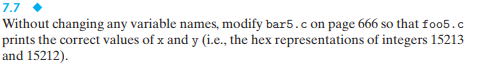 7.7 ◆
Without changing any variable names, modify bar5.c on page 666 so that foo5.c
prints the correct values of x and y (i.e., the hex representations of integers 15213
and 15212).